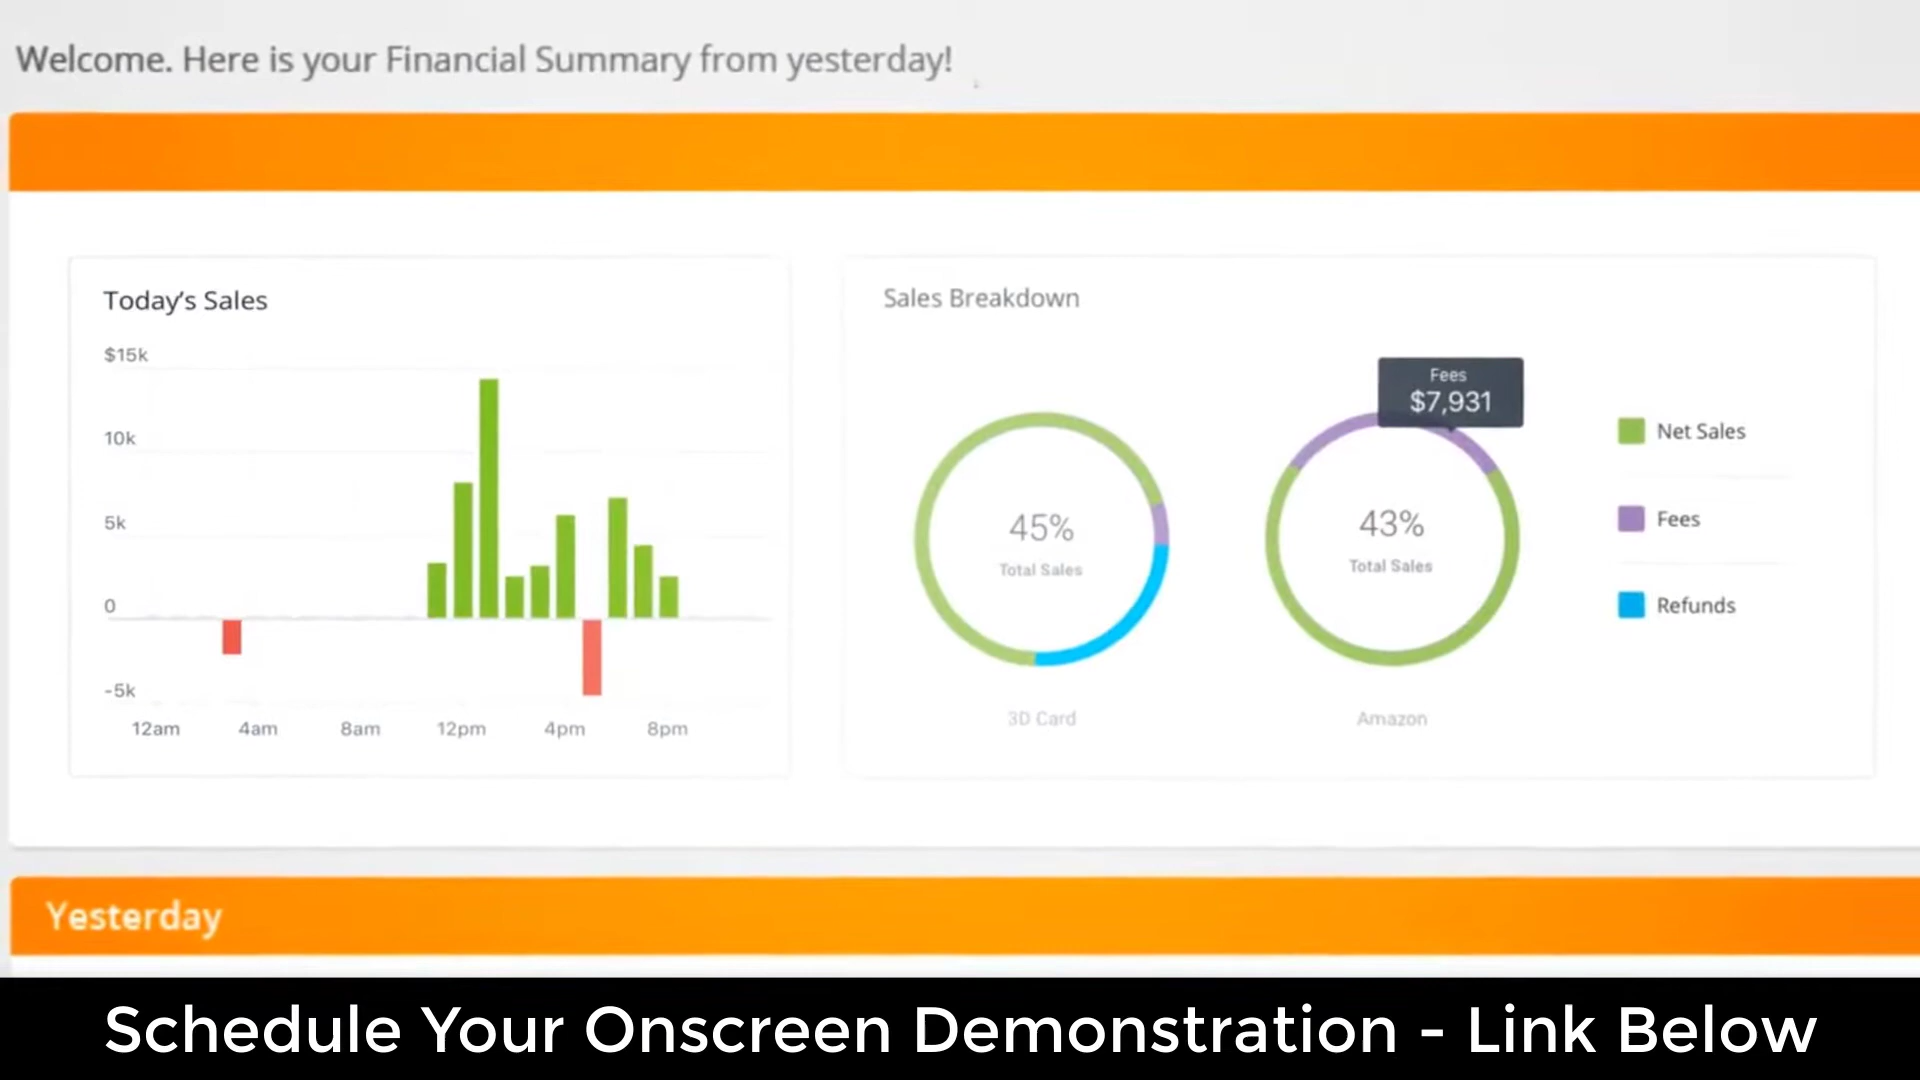 Welcome. Here is your Financial Summary from yesterday!
Today's Sales
$15k
10k
5k
0
-5k
12am 4am 8am 12pm 4pm 8pm
Sales Breakdown
Fees
$7,931
45%
Total Sales
3D Card
43%
Total Sales
Amazon
Net Sales
Fees
Refunds
Yesterday
Schedule Your Onscreen Demonstration - Link Below